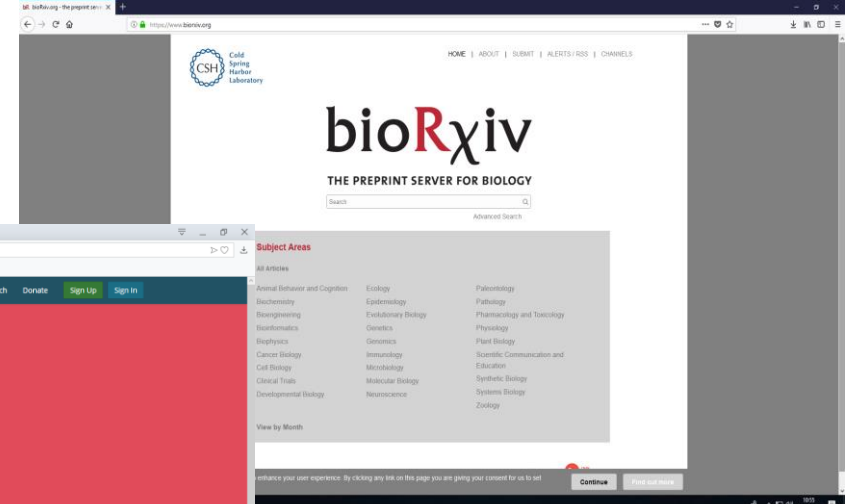 bioRxiv.org - the preprint serv
https://www.biorxiv.org
CSH
Cold
Spring
Harbor
Laboratory
HOME | ABOUT | SUBMIT | ALERTS / RSS | CHANNELS
bioRχiv
THE PREPRINT SERVER FOR BIOLOGY
Search
Advanced Search
ch Donate Sign Up Sign In
Subject Areas
All Articles
Animal Behavior and Cognition
Biochemistry
Bioengineering
Bioinformatics
Biophysics
Cancer Biology
Cell Biology
Clinical Trials
Developmental Biology
Ecology
Epidemiology
Evolutionary Biology
Genetics
Genomics
Immunology
Microbiology
Molecular Biology
Neuroscience
Paleontology
Pathology
Pharmacology and Toxicology
Physiology
Plant Biology
Scientific Communication and
Education
Synthetic Biology
Systems Biology
Zoology
View by Month
enhance your user experience. By clicking any link on this page you are giving your consent for us to set
Continue
Find out more